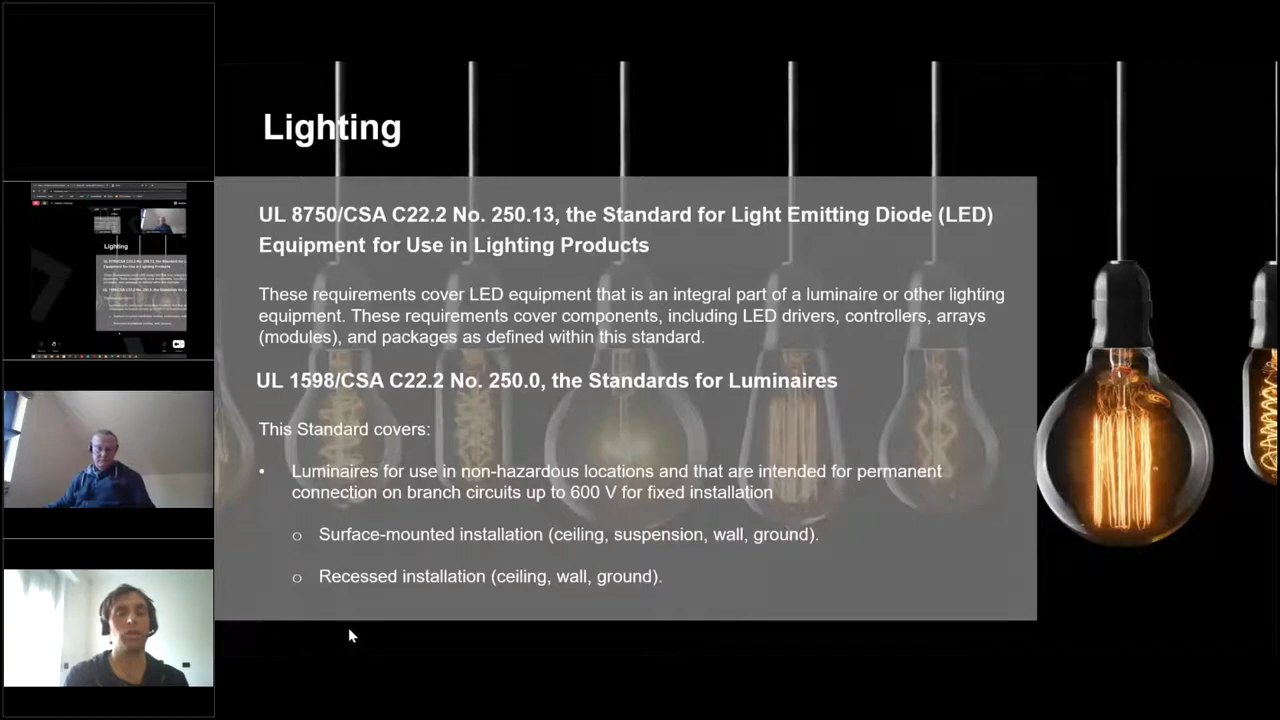 Lighting
UL 8750/CSA C22.2 No. 250.13, the Standard for Light Emitting Diode (LED)
Equipment for Use in Lighting Products
These requirements cover LED equipment that is an integral part of a luminaire or other lighting
equipment. These requirements cover components, including LED drivers, controllers, arrays
(modules), and packages as defined within this standard.
UL 1598/CSA C22.2 No. 250.0, the Standards for Luminaires
This Standard covers:
• Luminaires for use in non-hazardous locations and that are intended for permanent
connection on branch circuits up to 600 V for fixed installation
o Surface-mounted installation (ceiling, suspension, wall, ground).
o Recessed installation (ceiling, wall, ground).
Lighting